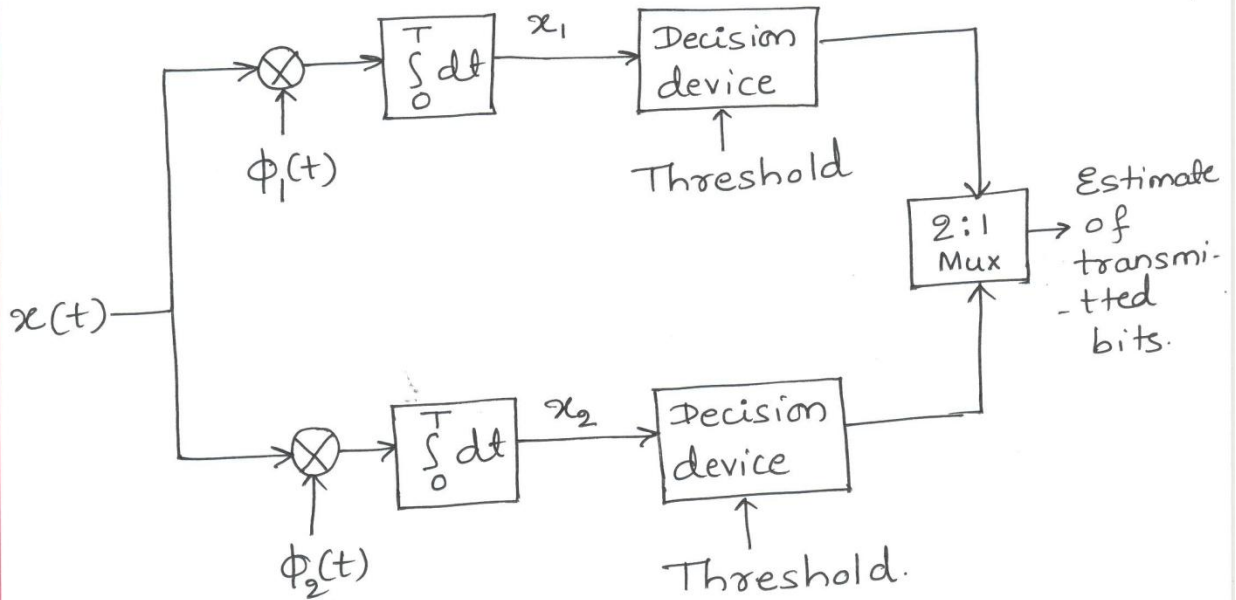 x(t)
T
∫ dt
0
x₁
Decision
device
ϕ₁(t)
Threshold
2:1
Mux
Estimate
of
transmi-
-tted
bits.
T
∫ dt
0
x₂
Decision
device
ϕ₂(t)
Threshold.